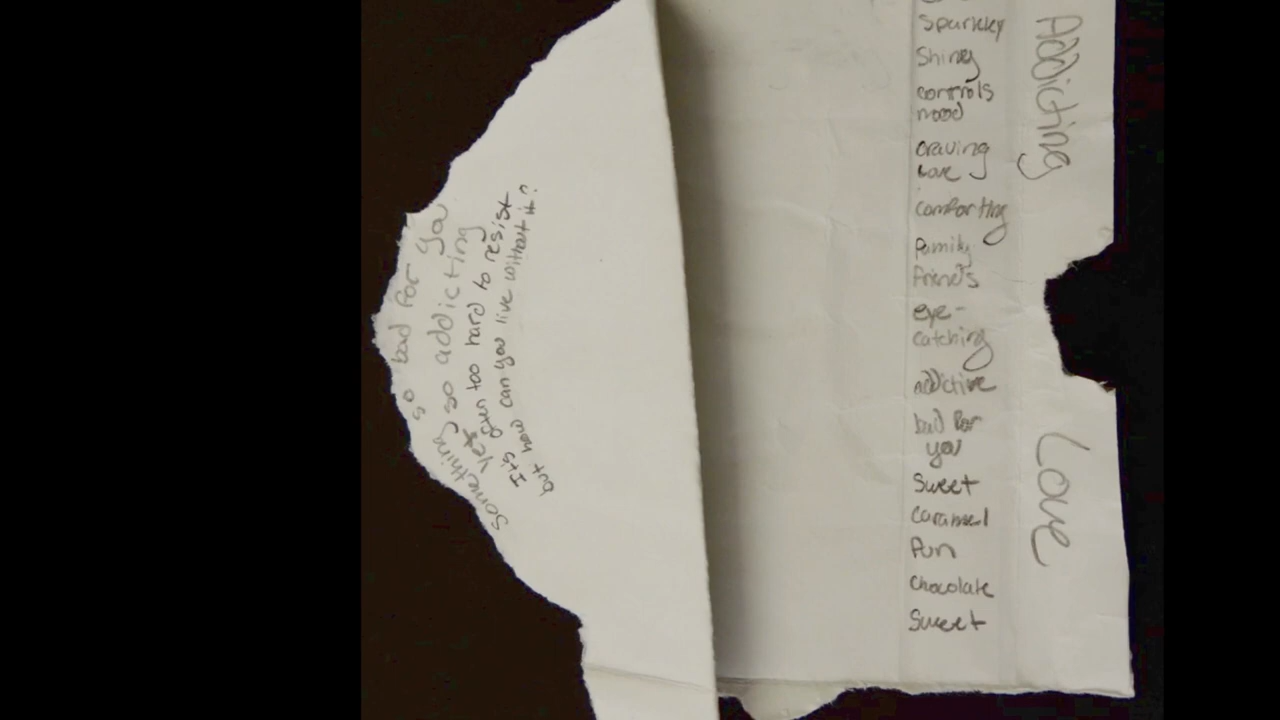 so bad for you
Something so addicting
Yet fun too hard to resist
It's
but how can you live without it?
Sparkly
Shiny
controls
mood
craving
love
comforting
family
friends
eye-
catching
addictive
bad for
you
Sweet
Caramel
Fun
Chocolate
Sweet
Addicting
Love